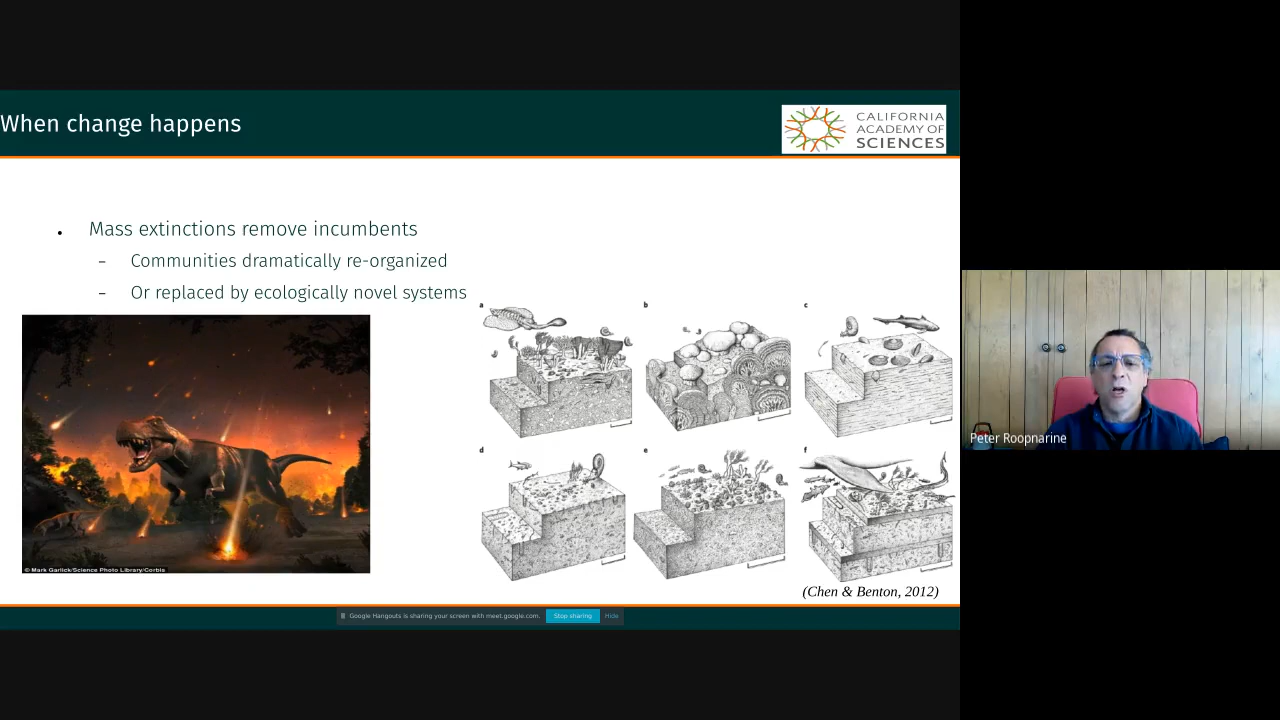 When change happens
CALIFORNIA
ACADEMY OF
SCIENCES
• Mass extinctions remove incumbents
– Communities dramatically re-organized
– Or replaced by ecologically novel systems
a
b
c
d
e
f
© Mark Garlick/Science Photo Library/Corbis
(Chen & Benton, 2012)
Google Hangouts is sharing your screen with meet.google.com.
Stop sharing
Hide
Peter Roopnarine